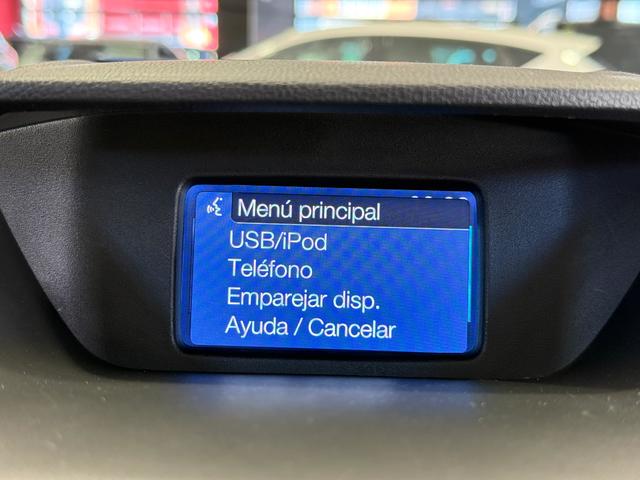 Menú principal
USB/iPod
Teléfono
Emparejar disp.
Ayuda / Cancelar